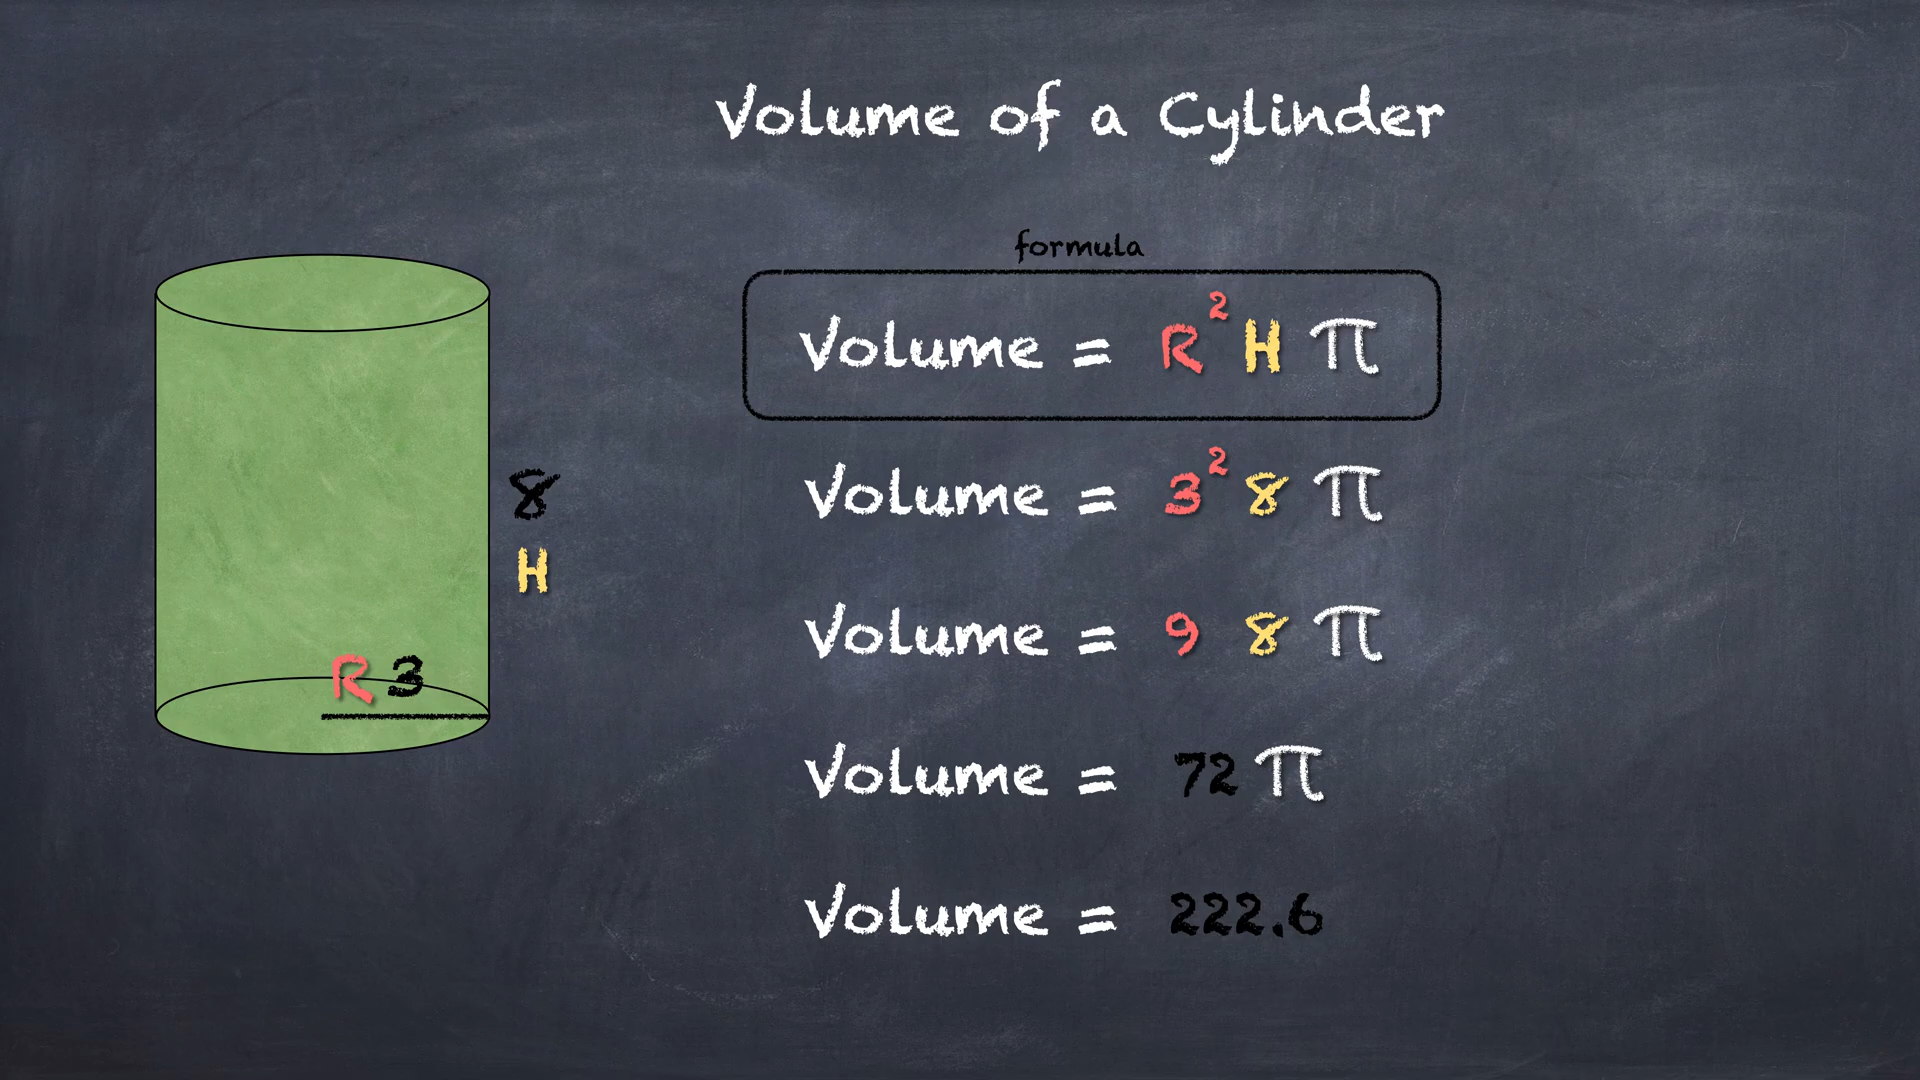 Volume of a Cylinder
formula
Volume = R² H π
Volume = 3² 8 π
8
H
Volume = 9 8 π
R 3
Volume = 72 π
Volume = 222.6